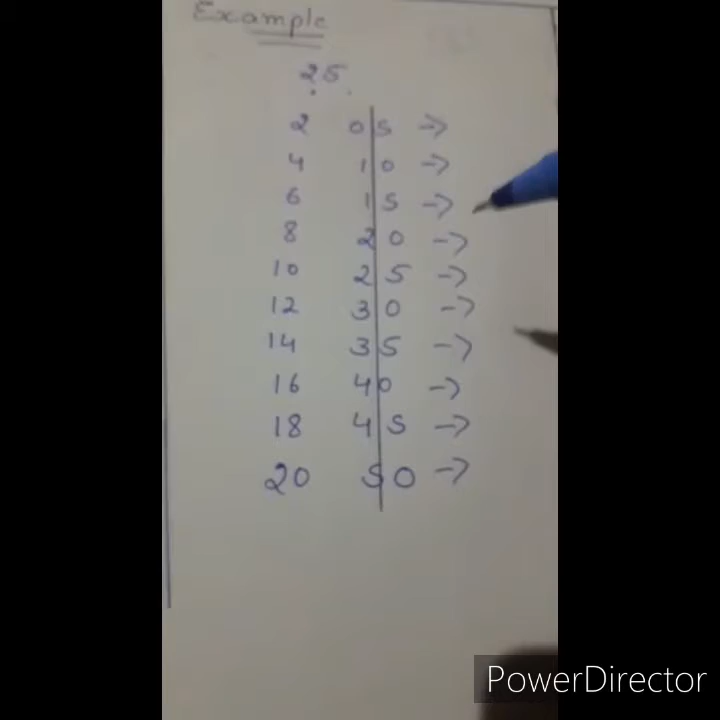 Example
25
2 0 5 →
4 1 0 →
6 1 5 →
8 2 0 →
10 2 5 →
12 3 0 →
14 3 5 →
16 4 0 →
18 4 5 →
20 5 0 →
PowerDirector